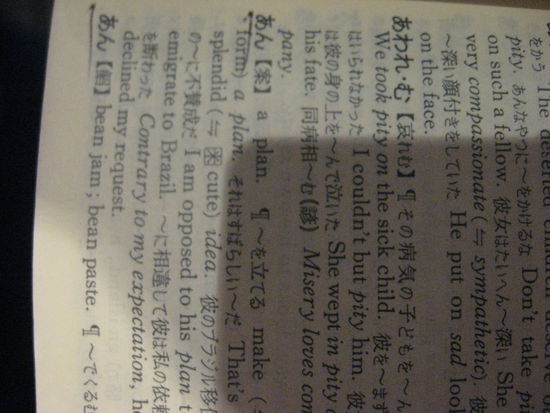 をかう The deserted
pity. あんなやつに〜をかけるな Don't take pi
on such a fellow. 彼女はたいへん〜深い She
very compassionate (≒ sympathetic). 彼
〜深い顔付きをしていた He put on sad loo
on the face.
あわれ・む【哀れむ】 ¶その病気の子どもを〜ん
We took pity on the sick child. 彼を〜まず
はいられなかった I couldn't but pity him. 彼
は彼の身の上を〜んで泣いた She wept in pity
his fate. 同病相〜む(諺) Misery loves com
pany.
あん【案】 a plan. ¶〜を立てる make (
form) a plan. それはすばらしい〜だ That's
splendid (≒ 米 cute) idea. 彼のブラジル移
の〜に不賛成だ I am opposed to his plan t
emigrate to Brazil. 〜に相違して彼は私の依頼
を断わった Contrary to my expectation, he
declined my request.
あん【餡】 bean jam; bean paste. ¶〜でくるむ